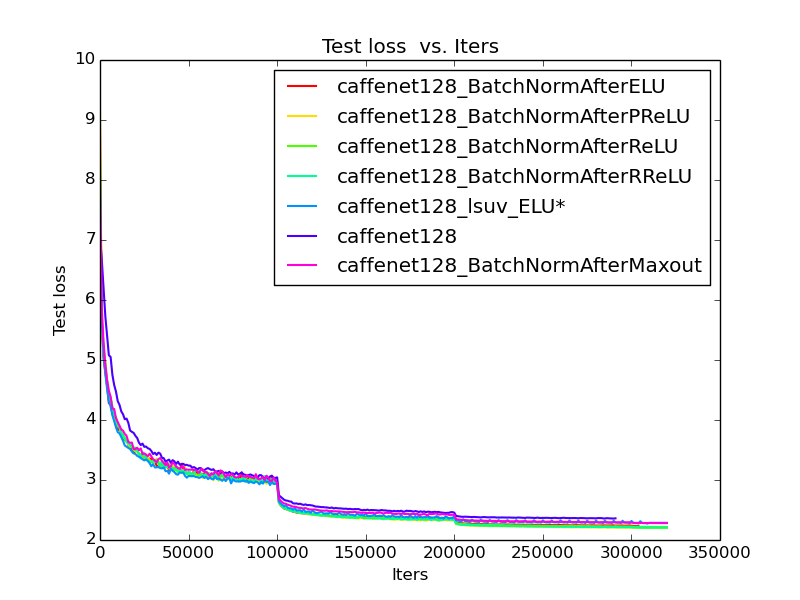 Test loss  vs. Iters
10
9
8
7
6
5
4
3
2
Test loss
caffenet128_BatchNormAfterELU
caffenet128_BatchNormAfterPReLU
caffenet128_BatchNormAfterReLU
caffenet128_BatchNormAfterRReLU
caffenet128_lsuv_ELU*
caffenet128
caffenet128_BatchNormAfterMaxout
0 50000 100000 150000 200000 250000 300000 350000
Iters